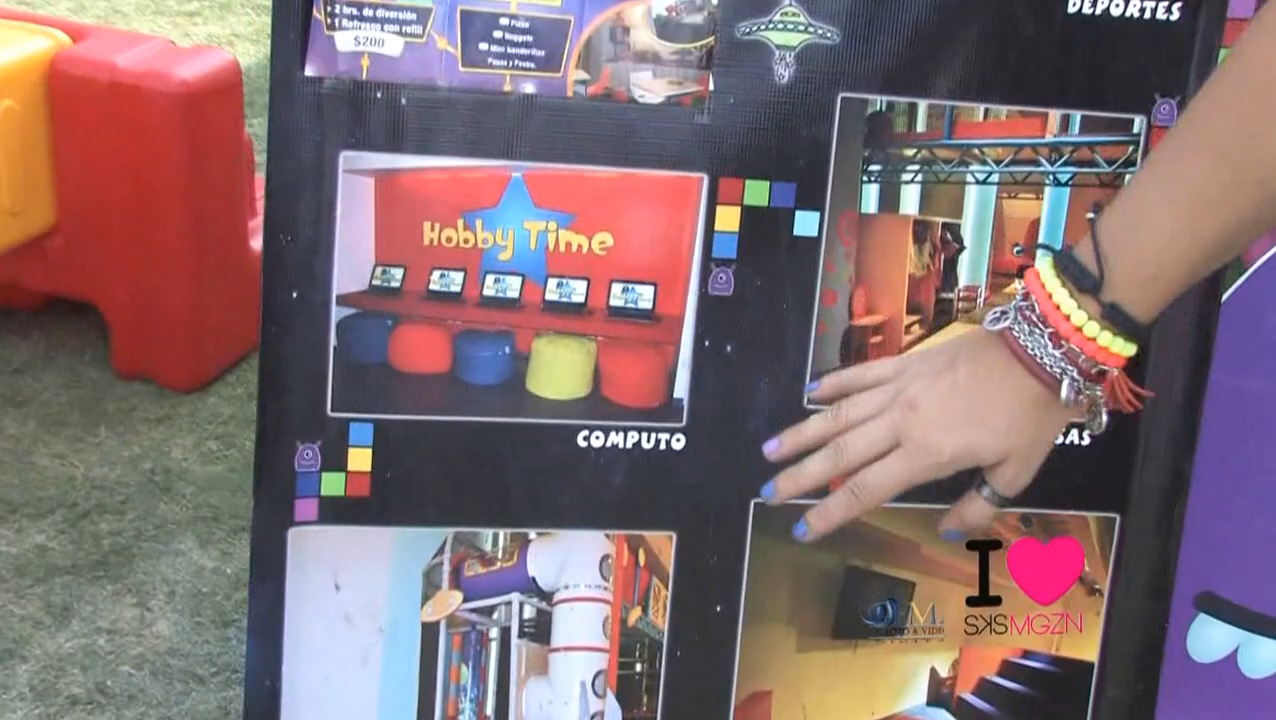 2 hrs. de diversión
1 Refresco con refill
$200
Pizza
Nuggets
Mini banderillas
Papas y Postre.
DEPORTES
Hobby Time
COMPUTO
SAS
I
SKSMGZN